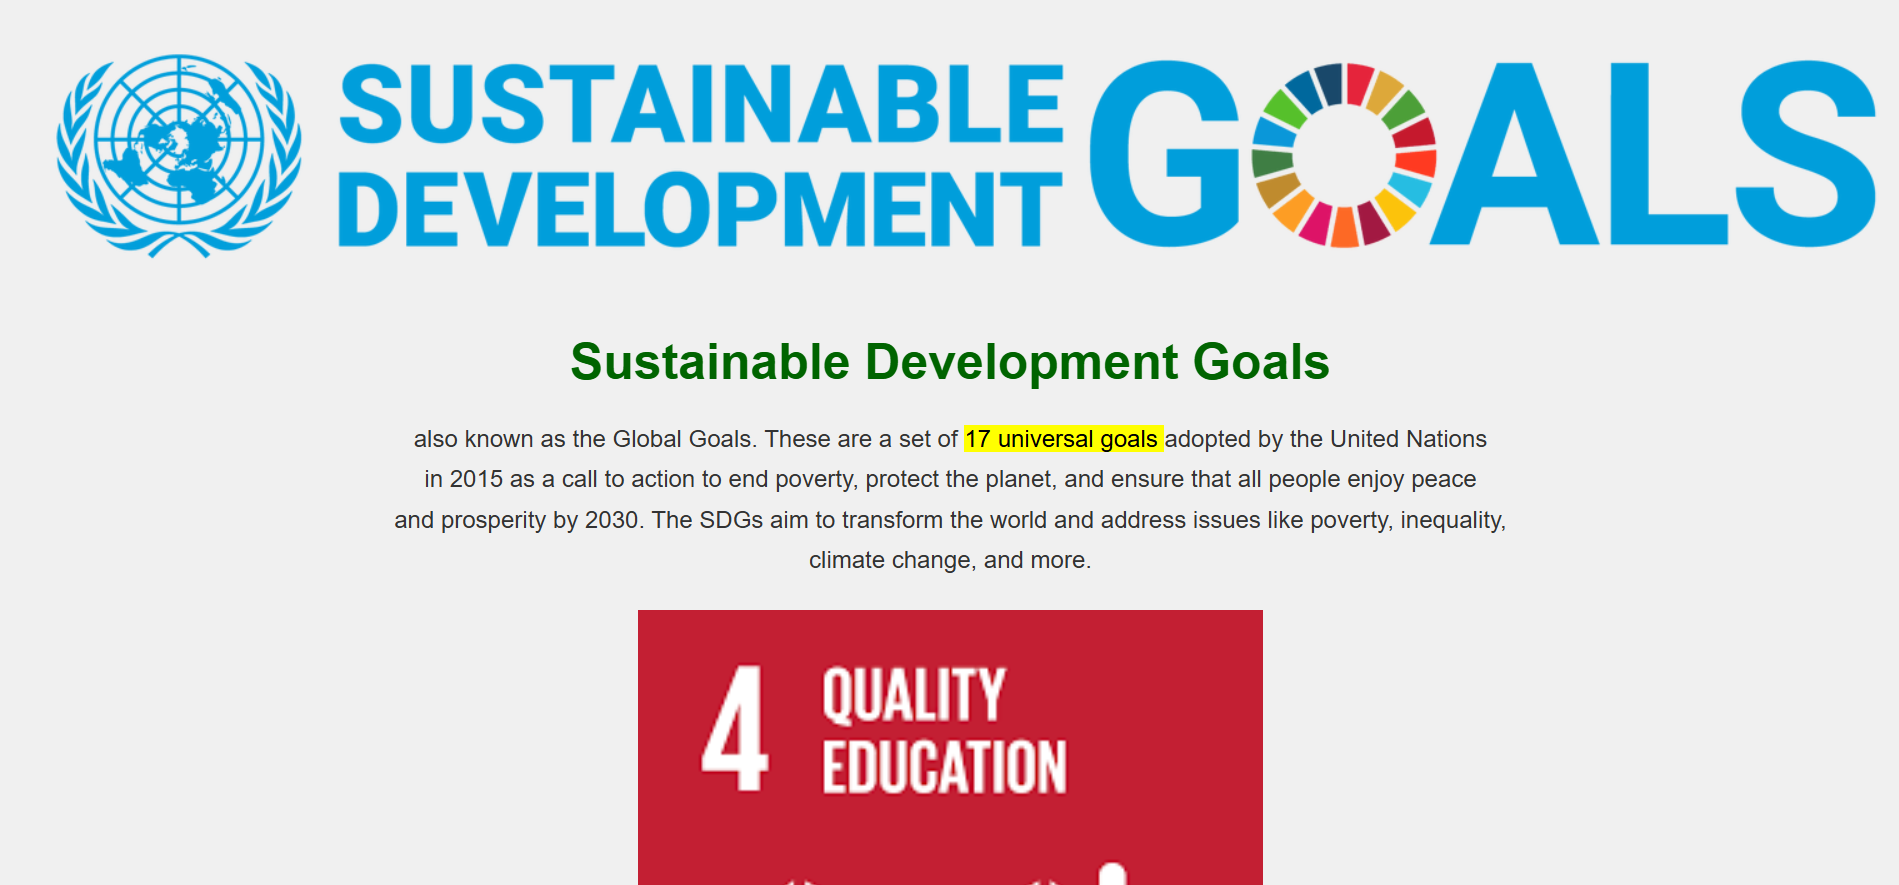 SUSTAINABLE
DEVELOPMENT
GOALS
Sustainable Development Goals
also known as the Global Goals. These are a set of 17 universal goals adopted by the United Nations
in 2015 as a call to action to end poverty, protect the planet, and ensure that all people enjoy peace
and prosperity by 2030. The SDGs aim to transform the world and address issues like poverty, inequality,
climate change, and more.
4 QUALITY
EDUCATION